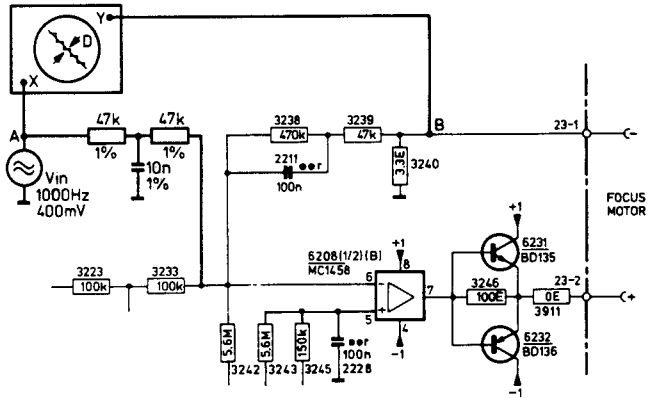 Y
D
X
A
47k
1%
47k
1%
10n
1%
Vin
1000Hz
400mV
3238
470k
3239
47k
B
23-1
2211
100n
3,3E
3240
FOCUS
MOTOR
3223
100k
3233
100k
6208(1/2)(B)
MC1458
+1
8
6
7
5
4
-1
+1
6231
BD135
3246
100E
23-2
0E
3911
6232
BD136
-1
5,6M
3242
5,6M
3243
150k
3245
100n
2228